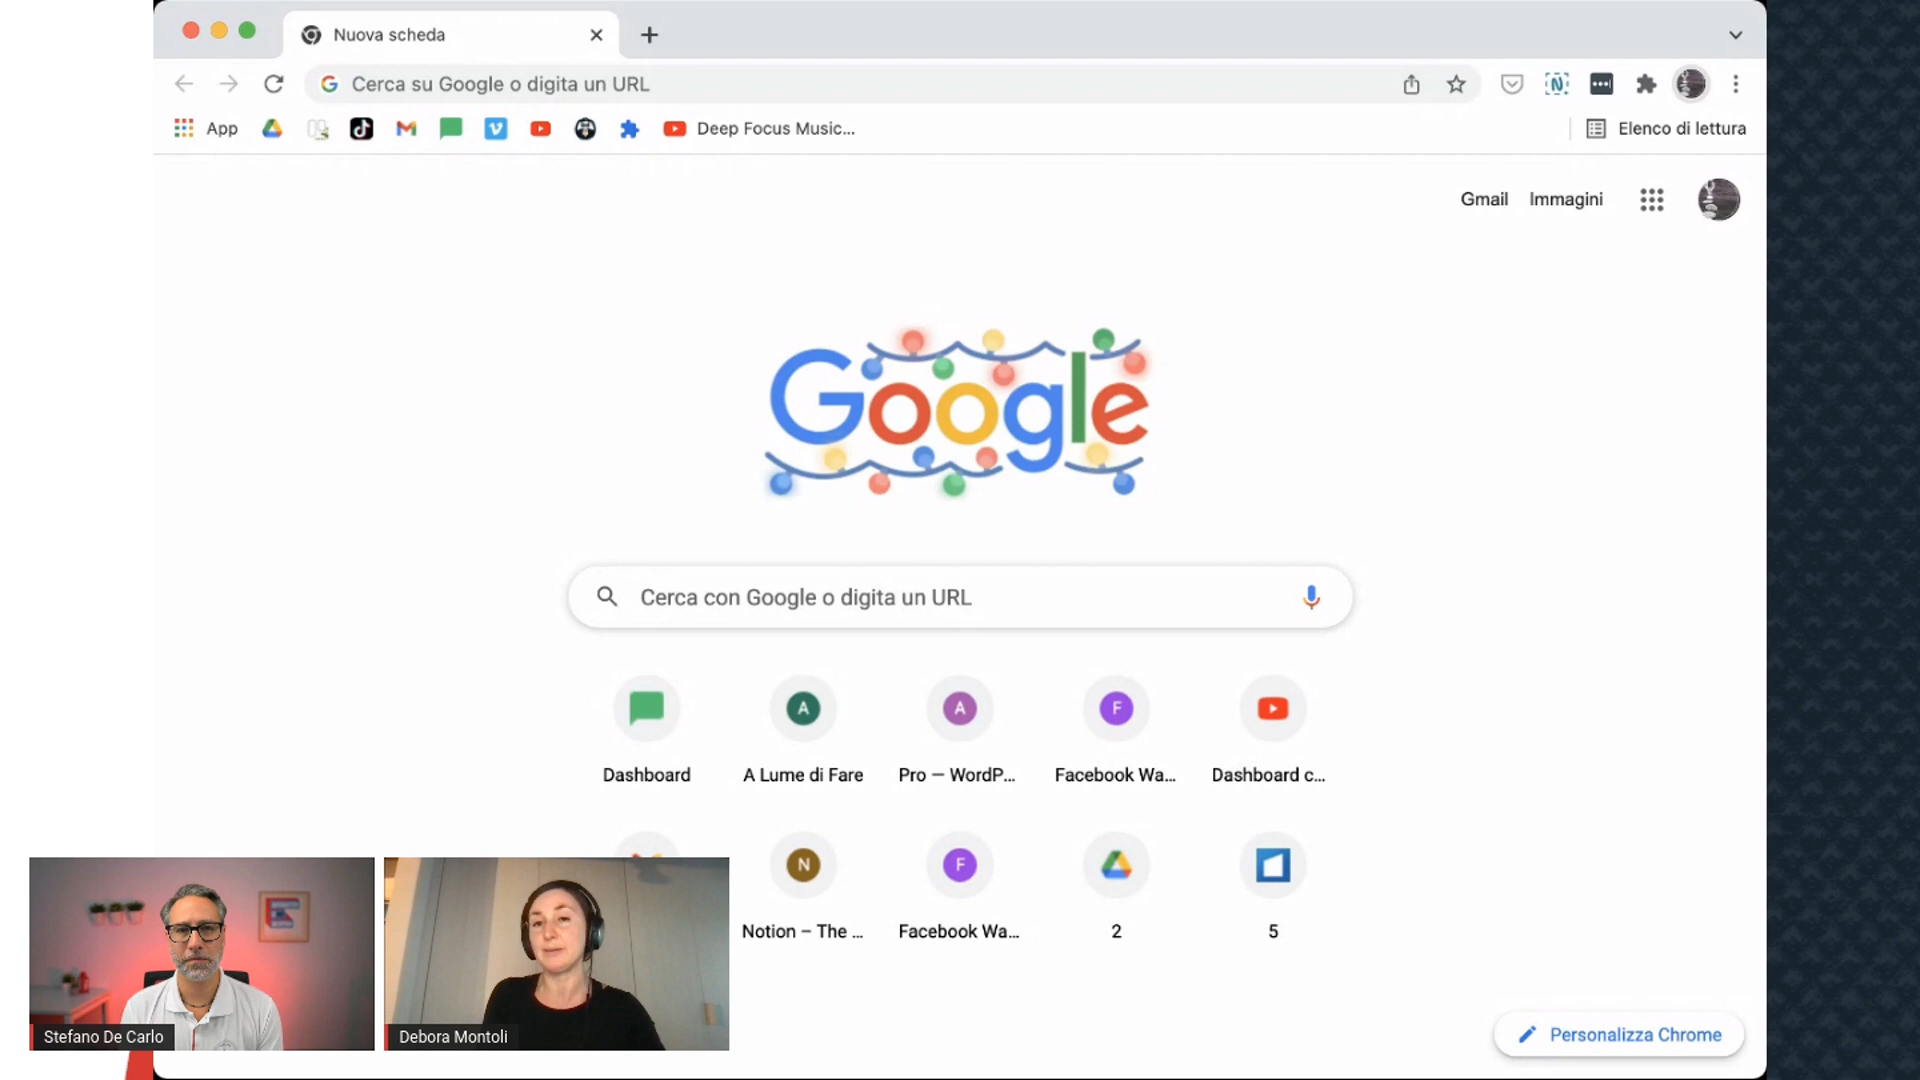 Nuova scheda
Cerca su Google o digita un URL
App
Deep Focus Music...
Elenco di lettura
Gmail Immagini
Google
Cerca con Google o digita un URL
A
A
F
Dashboard
A Lume di Fare
Pro — WordP...
Facebook Wa...
Dashboard c...
N
F
Notion – The ...
Facebook Wa...
2
5
Stefano De Carlo
Debora Montoli
Personalizza Chrome